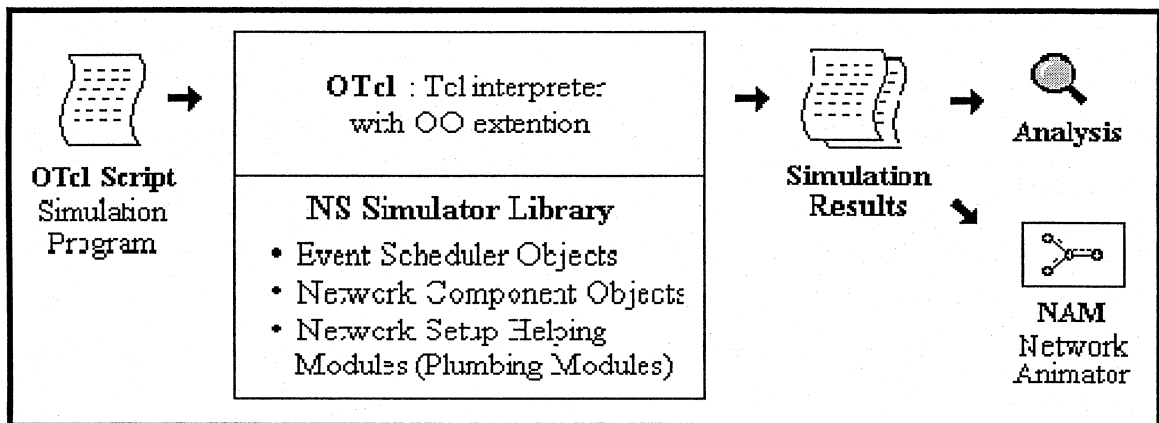 OTcl Script
Simulation
Program
OTcl : Tcl interpreter
with OO extention
NS Simulator Library
• Event Scheduler Objects
• Network Component Objects
• Network Setup Helping
Modules (Plumbing Modules)
Simulation
Results
Analysis
NAM
Network
Animator